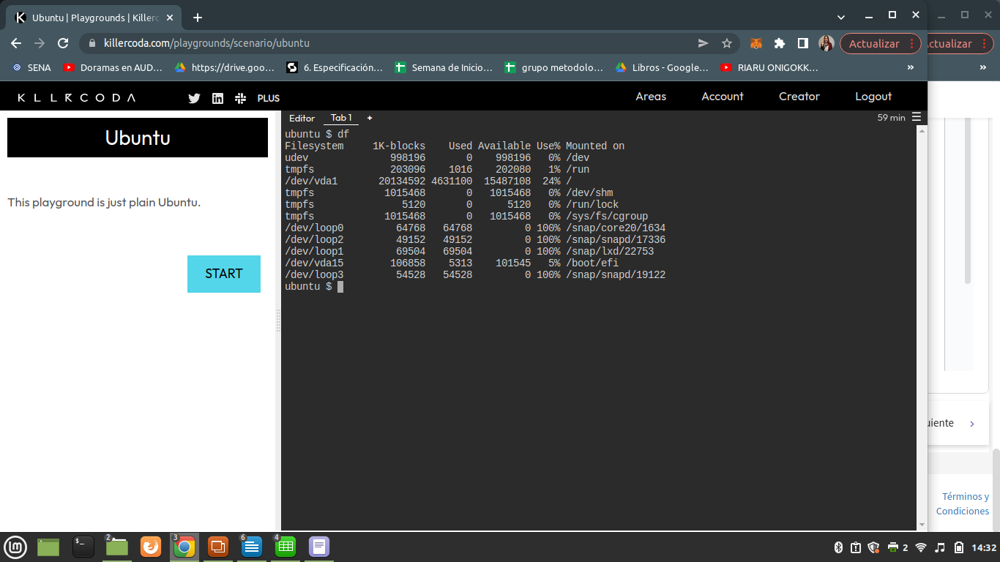 Ubuntu | Playgrounds | Killerc
Actualizar
ctualizar
killercoda.com/playgrounds/scenario/ubuntu
SENA
Doramas en AUD...
https://drive.goo...
6. Especificación...
Semana de Inicio...
grupo metodolo...
Libros - Google...
RIARU ONIGOKK...
»
»
KLLRCODA
PLUS
Areas
Account
Creator
Logout
Ubuntu
This playground is just plain Ubuntu.
START
Editor
Tab 1
+
59 min
ubuntu $ df
Filesystem 1K-blocks Used Available Use% Mounted on
udev 998196 0 998196 0% /dev
tmpfs 203096 1016 202080 1% /run
/dev/vda1 20134592 4631100 15487108 24% /
tmpfs 1015468 0 1015468 0% /dev/shm
tmpfs 5120 0 5120 0% /run/lock
tmpfs 1015468 0 1015468 0% /sys/fs/cgroup
/dev/loop0 64768 64768 0 100% /snap/core20/1634
/dev/loop2 49152 49152 0 100% /snap/snapd/17336
/dev/loop1 69504 69504 0 100% /snap/lxd/22753
/dev/vda15 106858 5313 101545 5% /boot/efi
/dev/loop3 54528 54528 0 100% /snap/snapd/19122
ubuntu $
uiente
Términos y
Condiciones
lm
$_
2
3
6
4
2
14:32